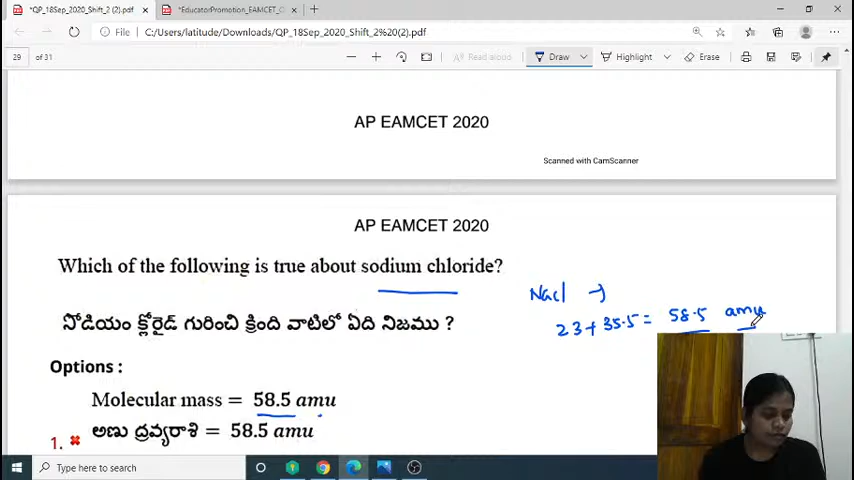 *QP_18Sep_2020_Shift_2 (2).pdf
*EducatorPromotion_EAMCET_C
File C:/Users/latitude/Downloads/QP_18Sep_2020_Shift_2%20(2).pdf
29 of 31
Read aloud Draw Highlight Erase
AP EAMCET 2020
Scanned with CamScanner
AP EAMCET 2020
Which of the following is true about sodium chloride?
Nacl →
సోడియం క్లోరైడ్ గురించి క్రింది వాటిలో ఏది నిజము ?
23+35.5= 58.5 amu
Options :
Molecular mass = 58.5 amu
అణు ద్రవ్యరాశి = 58.5 amu
1.
Type here to search